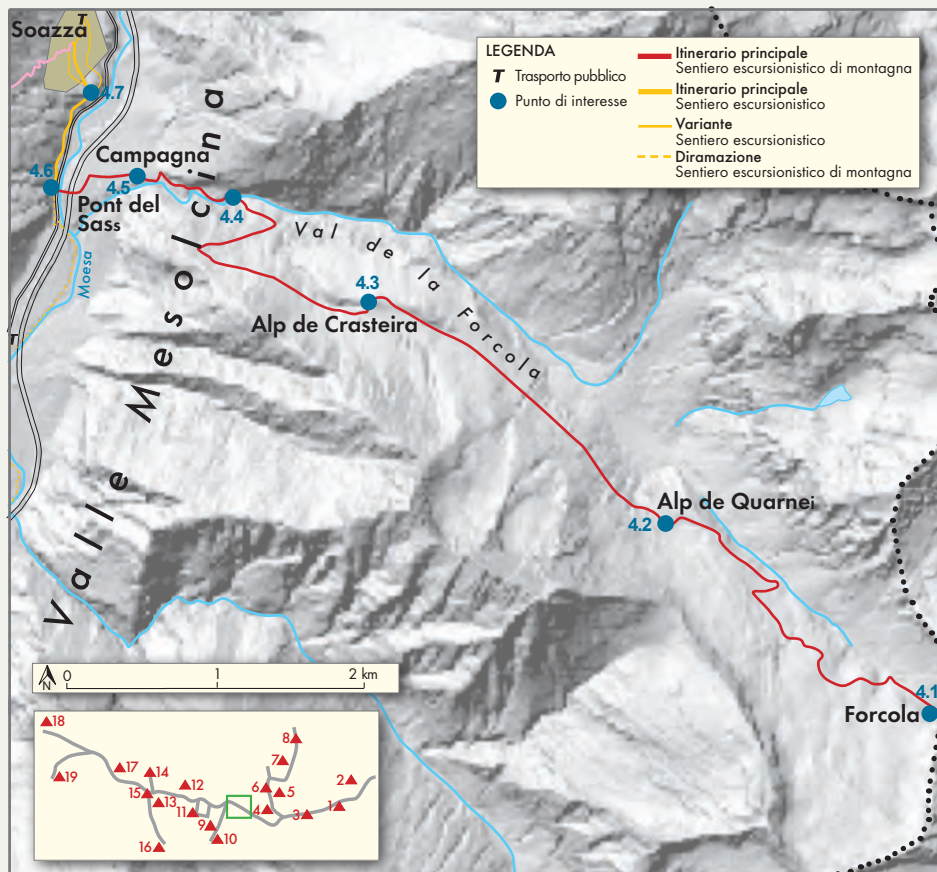 T
Soazza
4.7
LEGENDA
T Trasporto pubblico
Punto di interesse
Itinerario principale
Sentiero escursionistico di montagna
Itinerario principale
Sentiero escursionistico
Variante
Sentiero escursionistico
Diramazione
Sentiero escursionistico di montagna
Campagna
4.6
4.5
4.4
Pont del
Sass
Moesa
T
Valle Mesolcina
Val de la Forcola
4.3
Alp de Crasteira
Alp de Quarnei
4.2
4.1
Forcola
N
0 1 2 km
18
19
17
14
15
13
12
11
9
10
16
8
7
6
5
4
3
2
1